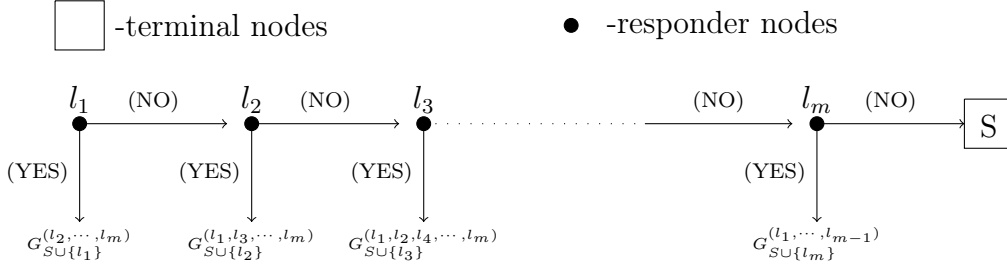 -terminal nodes -responder nodes
l_1 (NO) l_2 (NO) l_3 (NO) l_m (NO) S
(YES) (YES) (YES) (YES)
G_{S∪{l_1}}^{(l_2,⋯,l_m)} G_{S∪{l_2}}^{(l_1,l_3,⋯,l_m)} G_{S∪{l_3}}^{(l_1,l_2,l_4,⋯,l_m)} G_{S∪{l_m}}^{(l_1,⋯,l_{m-1})}